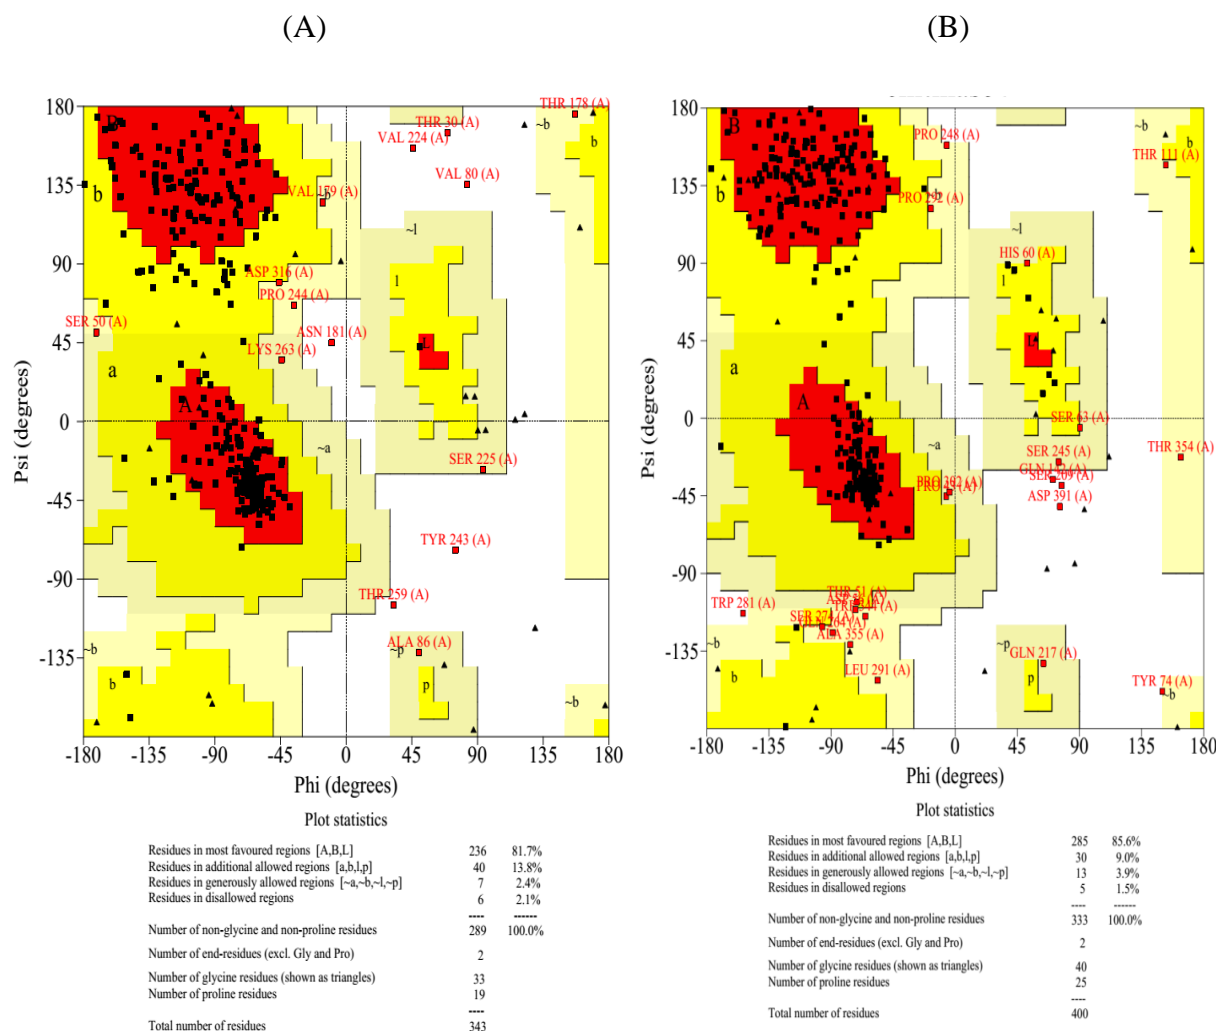 (A)
(B)
180
135
90
45
0
-45
-90
-135
-180
-135
-90
-45
0
45
90
135
180
Psi (degrees)
Phi (degrees)
B
b
a
A
~a
~b
~b
b
~l
l
L
~b
b
~p
p
~b
THR 178 (A)
THR 30 (A)
VAL 224 (A)
VAL 80 (A)
VAL 179 (A)
ASP 316 (A)
PRO 244 (A)
SER 50 (A)
ASN 181 (A)
LYS 263 (A)
SER 225 (A)
TYR 243 (A)
THR 259 (A)
ALA 86 (A)
Plot statistics
Residues in most favoured regions [A,B,L] 236 81.7%
Residues in additional allowed regions [a,b,l,p] 40 13.8%
Residues in generously allowed regions [~a,~b,~l,~p] 7 2.4%
Residues in disallowed regions 6 2.1%
---- ------
Number of non-glycine and non-proline residues 289 100.0%
Number of end-residues (excl. Gly and Pro) 2
Number of glycine residues (shown as triangles) 33
Number of proline residues 19
----
Total number of residues 343
180
135
90
45
0
-45
-90
-135
-180
-135
-90
-45
0
45
90
135
180
Psi (degrees)
Phi (degrees)
B
b
a
A
~a
~b
~b
b
~l
l
L
~b
b
~p
p
~b
PRO 248 (A)
THR 111 (A)
PRO 292 (A)
HIS 60 (A)
SER 63 (A)
SER 245 (A)
THR 354 (A)
ASP 391 (A)
TRP 281 (A)
SER 274 (A)
ALA 355 (A)
LEU 291 (A)
GLN 217 (A)
TYR 74 (A)
Plot statistics
Residues in most favoured regions [A,B,L] 285 85.6%
Residues in additional allowed regions [a,b,l,p] 30 9.0%
Residues in generously allowed regions [~a,~b,~l,~p] 13 3.9%
Residues in disallowed regions 5 1.5%
---- ------
Number of non-glycine and non-proline residues 333 100.0%
Number of end-residues (excl. Gly and Pro) 2
Number of glycine residues (shown as triangles) 40
Number of proline residues 25
----
Total number of residues 400